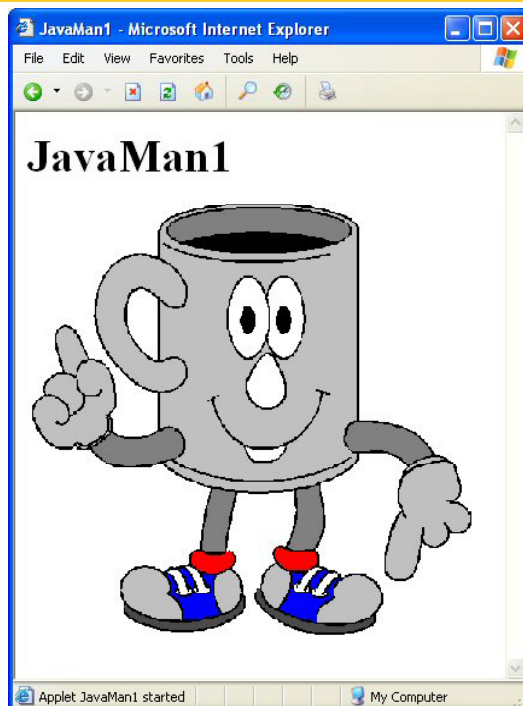 JavaMan1 - Microsoft Internet Explorer
File Edit View Favorites Tools Help
JavaMan1
Applet JavaMan1 started My Computer